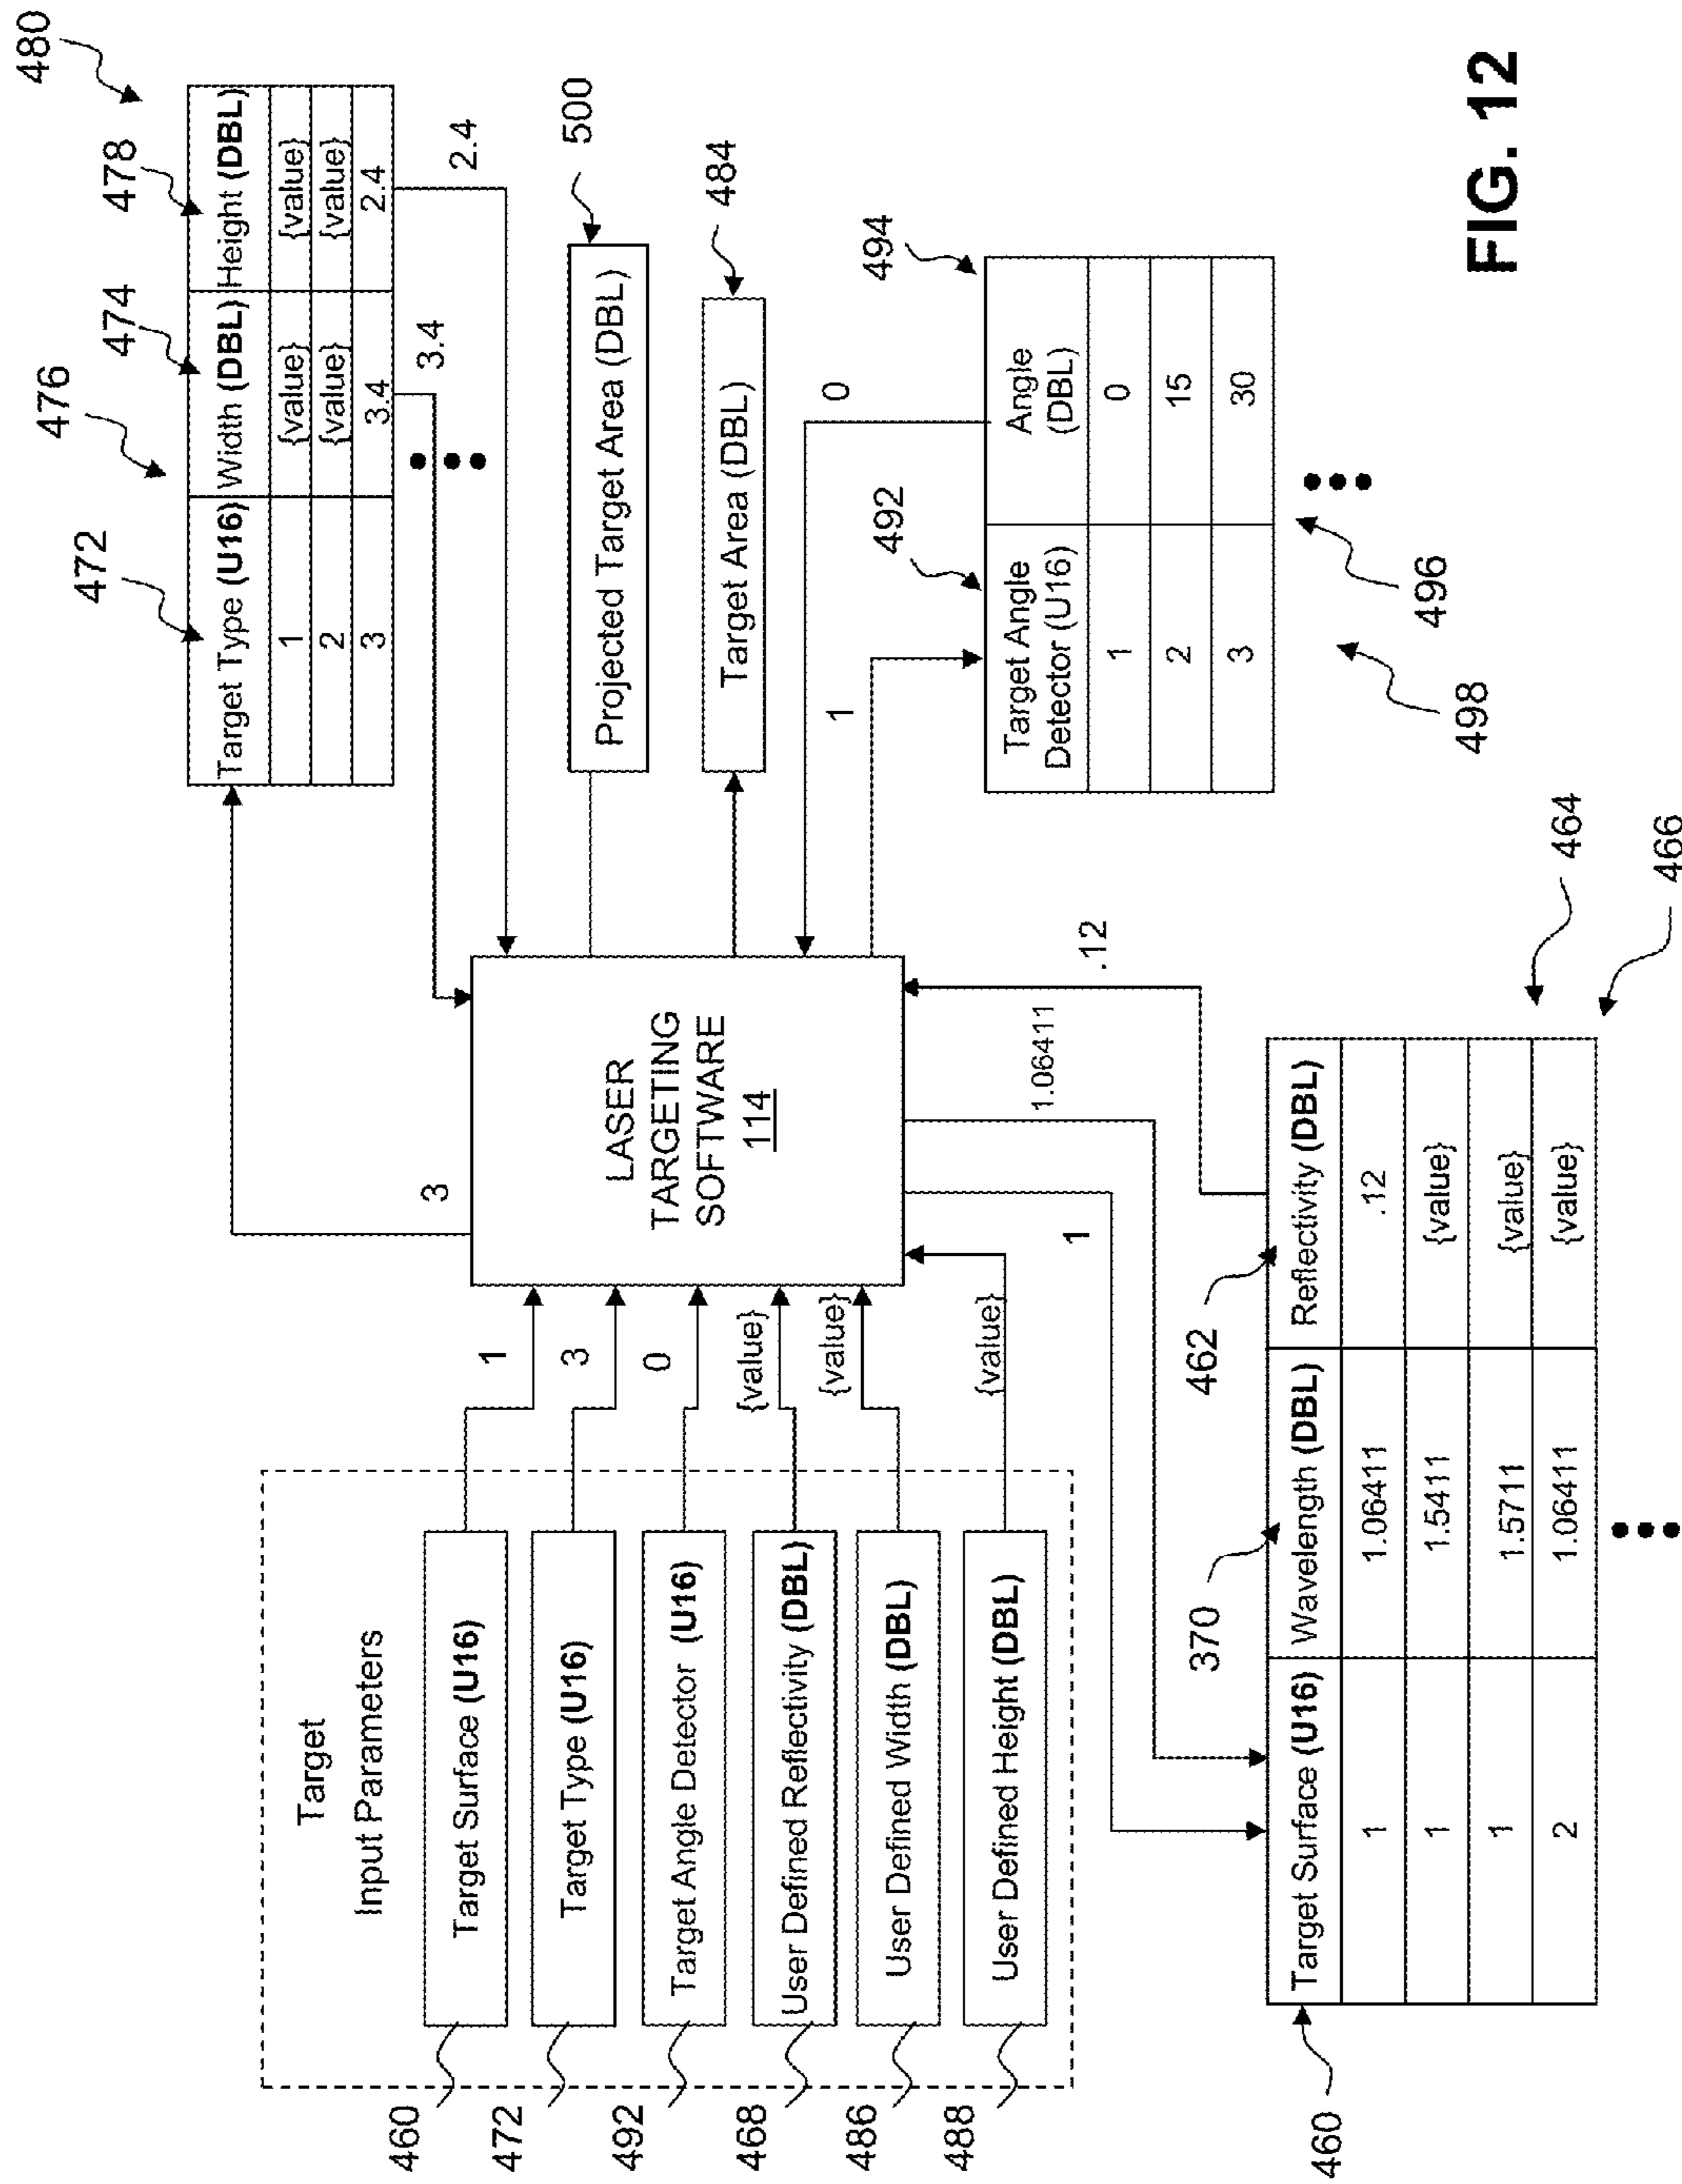 Target
Input Parameters
460
Target Surface (U16)
1
472
Target Type (U16)
3
492
Target Angle Detector (U16)
0
468
User Defined Reflectivity (DBL)
{value}
486
User Defined Width (DBL)
{value}
488
User Defined Height (DBL)
{value}
LASER
TARGETING
SOFTWARE
114
3
472
476
474
478
480
Target Type (U16) Width (DBL) Height (DBL)
1 {value} {value}
2 {value} {value}
3 3.4 2.4
3.4
2.4
Projected Target Area (DBL)
500
Target Area (DBL)
484
0
1
492
494
Target Angle
Detector (U16)
Angle
(DBL)
1 0
2 15
3 30
496
498
1
1.06411
.12
370
462
460
Target Surface (U16) Wavelength (DBL) Reflectivity (DBL)
1 1.06411 .12
1 1.5411 {value}
1 1.5711 {value}
2 1.06411 {value}
464
466
FIG. 12